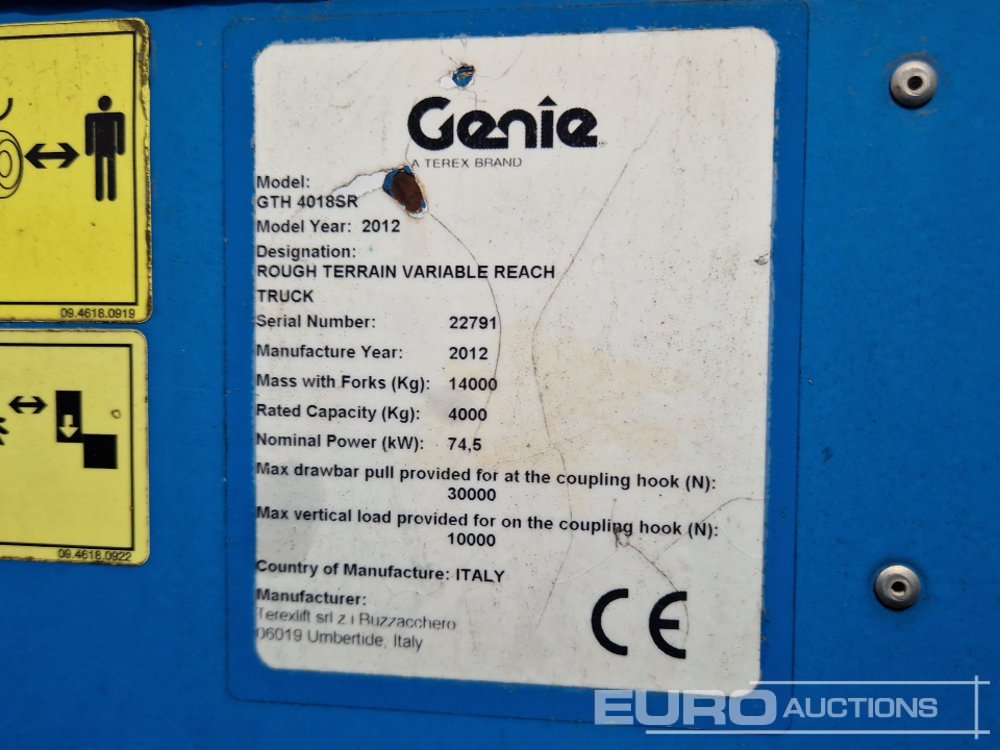 Genie
A TEREX BRAND
Model:
GTH 4018SR
Model Year: 2012
Designation:
ROUGH TERRAIN VARIABLE REACH
TRUCK
Serial Number: 22791
Manufacture Year: 2012
Mass with Forks (Kg): 14000
Rated Capacity (Kg): 4000
Nominal Power (kW): 74,5
Max drawbar pull provided for at the coupling hook (N):
30000
Max vertical load provided for on the coupling hook (N):
10000
Country of Manufacture: ITALY
Manufacturer:
Terexlift srl z.i Buzzacchero
06019 Umbertide, Italy
CE
09.4618.0919
09.4618.0922
EURO AUCTIONS